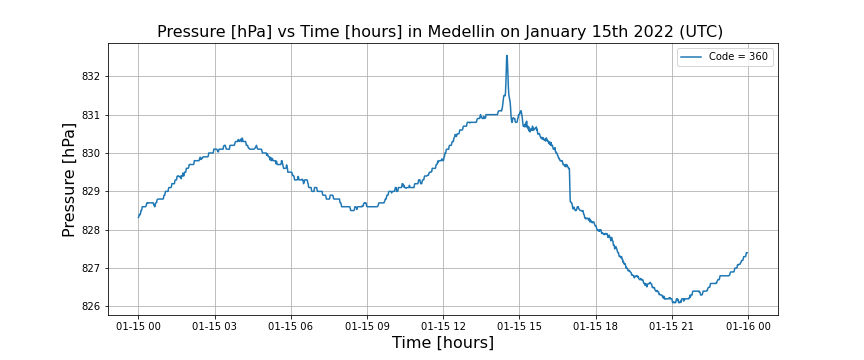 Pressure [hPa] vs Time [hours] in Medellin on January 15th 2022 (UTC)
Code = 360
Pressure [hPa]
832
831
830
829
828
827
826
01-15 00 01-15 03 01-15 06 01-15 09 01-15 12 01-15 15 01-15 18 01-15 21 01-16 00
Time [hours]